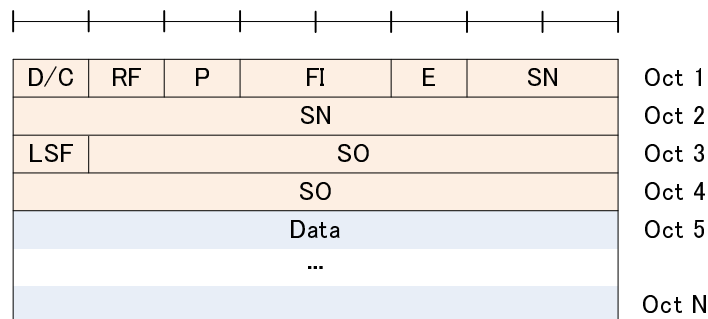 D/C RF P FI E SN Oct 1
SN Oct 2
LSF SO Oct 3
SO Oct 4
Data Oct 5
...
Oct N